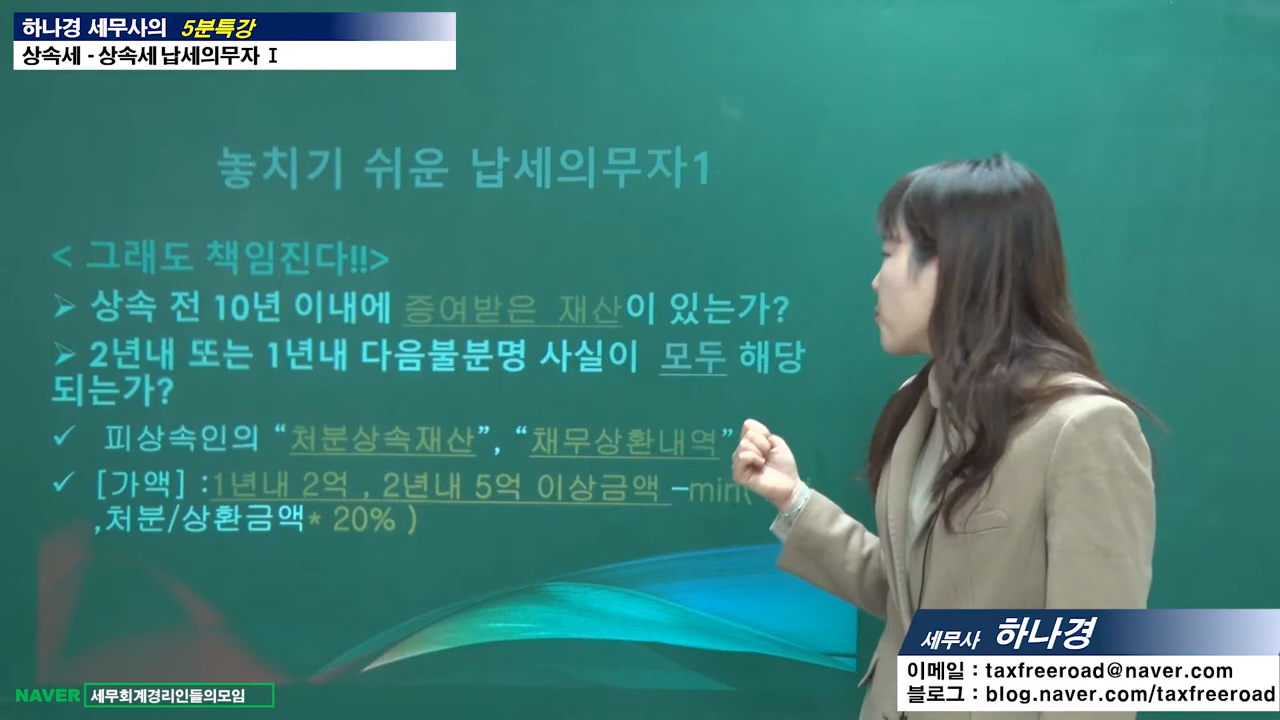 하나경 세무사의 5분특강
상속세 - 상속세 납세의무자 Ⅰ
놓치기 쉬운 납세의무자1
< 그래도 책임진다!!>
➢ 상속 전 10년 이내에 증여받은 재산이 있는가?
➢ 2년내 또는 1년내 다음불분명 사실이 모두 해당
되는가?
✓ 피상속인의 “처분상속재산”, “채무상환내역”
✓ [가액] :1년내 2억 , 2년내 5억 이상금액 –min(
,처분/상환금액* 20% )
세무사 하나경
이메일 : taxfreeroad@naver.com
블로그 : blog.naver.com/taxfreeroad
NAVER 세무회계경리인들의모임